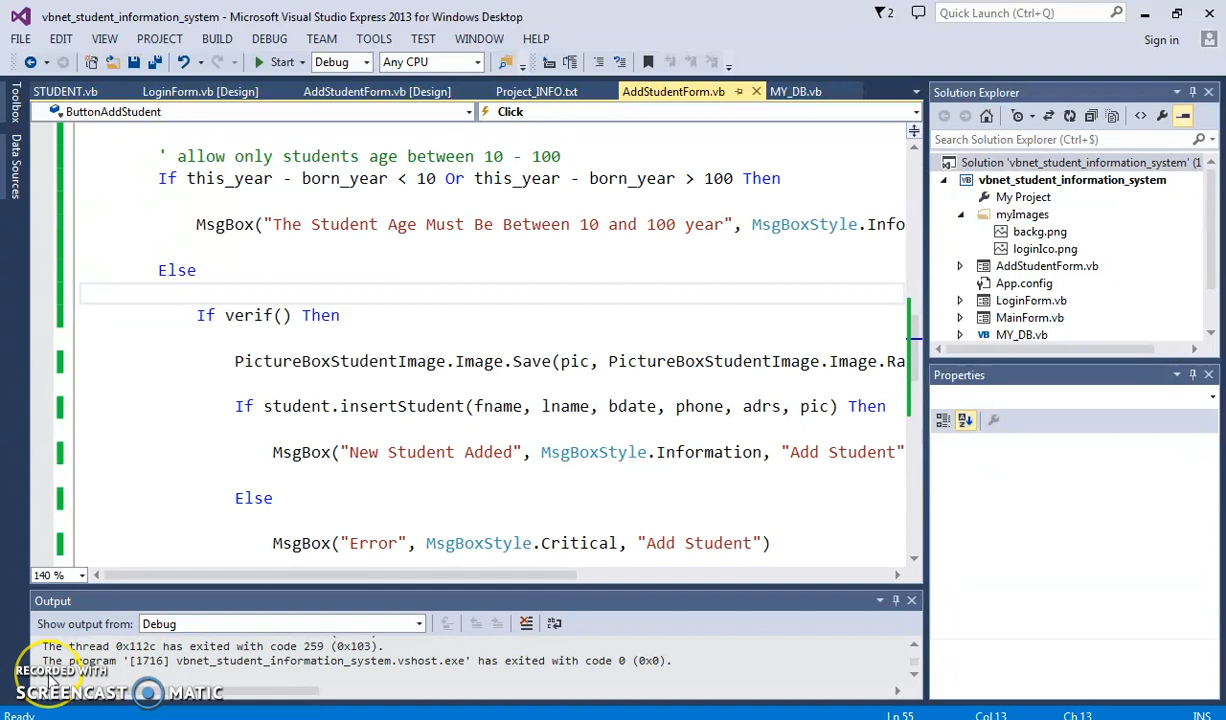 vbnet_student_information_system - Microsoft Visual Studio Express 2013 for Windows Desktop
2
Quick Launch (Ctrl+Q)
FILE EDIT VIEW PROJECT BUILD DEBUG TEAM TOOLS TEST WINDOW HELP
Sign in
Start Debug Any CPU
Toolbox
Data Sources
STUDENT.vb LoginForm.vb [Design] AddStudentForm.vb [Design] Project_INFO.txt AddStudentForm.vb MY_DB.vb
ButtonAddStudent Click
' allow only students age between 10 - 100
If this_year - born_year < 10 Or this_year - born_year > 100 Then
MsgBox("The Student Age Must Be Between 10 and 100 year", MsgBoxStyle.Info
Else
If verif() Then
PictureBoxStudentImage.Image.Save(pic, PictureBoxStudentImage.Image.Ra
If student.insertStudent(fname, lname, bdate, phone, adrs, pic) Then
MsgBox("New Student Added", MsgBoxStyle.Information, "Add Student"
Else
MsgBox("Error", MsgBoxStyle.Critical, "Add Student")
140 %
Output
Show output from: Debug
The thread 0x112c has exited with code 259 (0x103).
The program '[1716] vbnet_student_information_system.vshost.exe' has exited with code 0 (0x0).
RECORDED WITH
SCREENCAST MATIC
Solution Explorer
Search Solution Explorer (Ctrl+$)
Solution 'vbnet_student_information_system' (1
vbnet_student_information_system
My Project
myImages
backg.png
loginIco.png
AddStudentForm.vb
App.config
LoginForm.vb
MainForm.vb
MY_DB.vb
Properties
Ready Ln 55 Col 13 Ch 13 INS